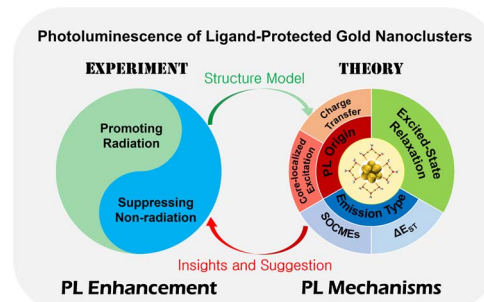 Photoluminescence of Ligand-Protected Gold Nanoclusters
EXPERIMENT
Structure Model
THEORY
Promoting
Radiation
Suppressing
Non-radiation
Charge
Transfer
PL Origin
Core-localized
Excitation
Excited-State
Relaxation
Emission Type
SOCMEs
ΔE_ST
Insights and Suggestion
PL Enhancement
PL Mechanisms